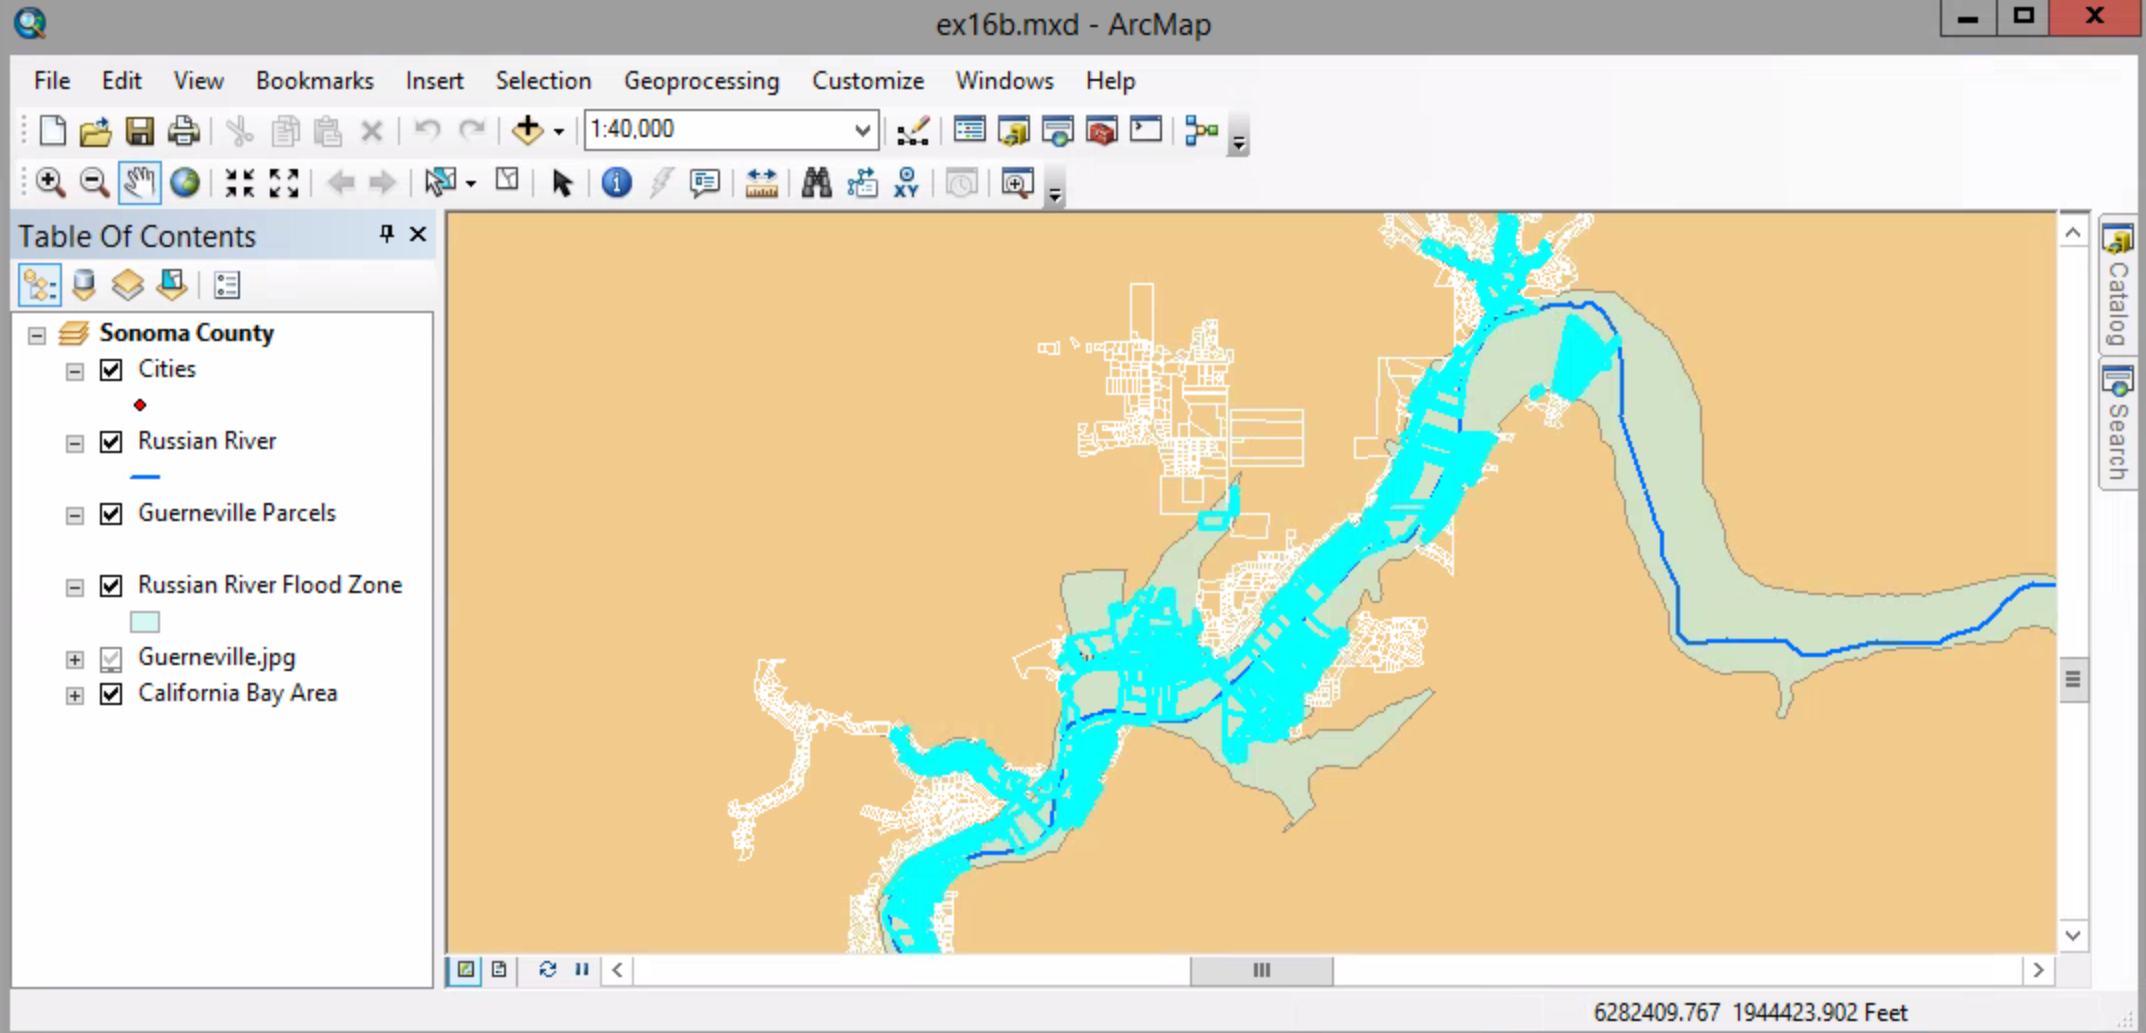 ex16b.mxd - ArcMap
File Edit View Bookmarks Insert Selection Geoprocessing Customize Windows Help
1:40,000
XY
Table Of Contents
Sonoma County
Cities
Russian River
Guerneville Parcels
Russian River Flood Zone
Guerneville.jpg
California Bay Area
Catalog
Search
6282409.767 1944423.902 Feet